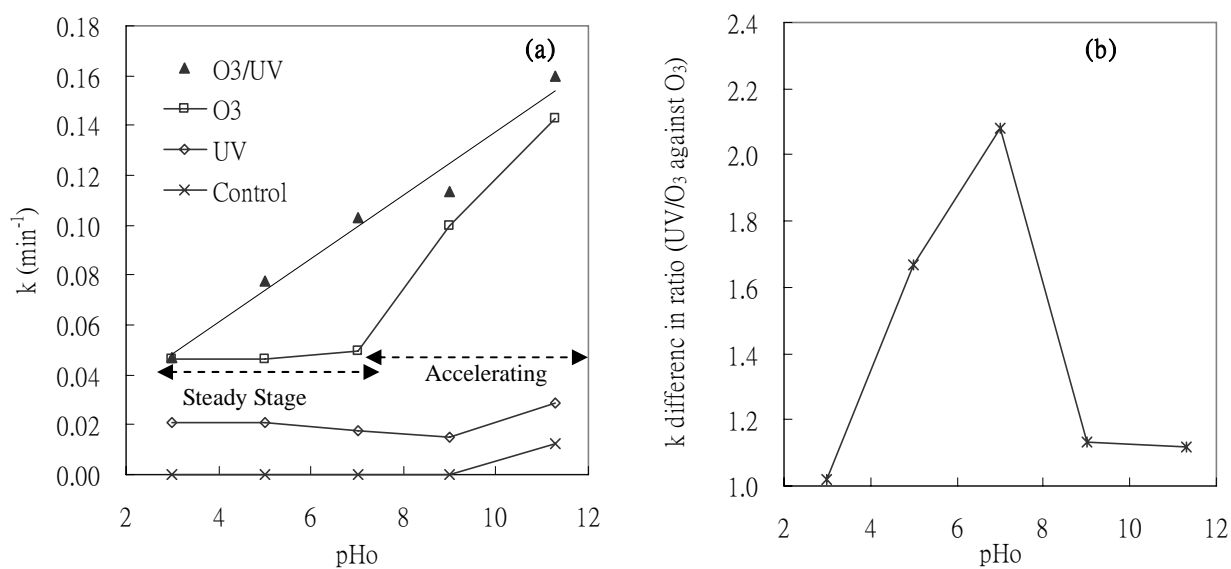 (a)
O3/UV
O3
UV
Control
k (min-1)
0.18
0.16
0.14
0.12
0.10
0.08
0.06
0.04
0.02
0.00
Steady Stage
Accelerating
2 4 6 8 10 12
pHo
(b)
k differenc in ratio (UV/O3 against O3)
2.4
2.2
2.0
1.8
1.6
1.4
1.2
1.0
2 4 6 8 10 12
pHo